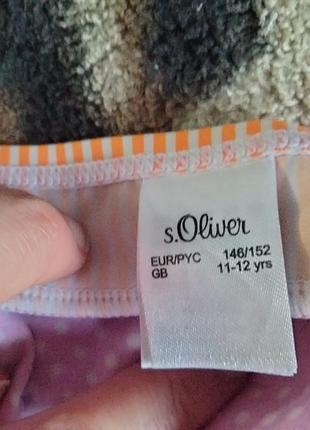 s.Oliver
EUR/PYC 146/152
GB 11-12 yrs